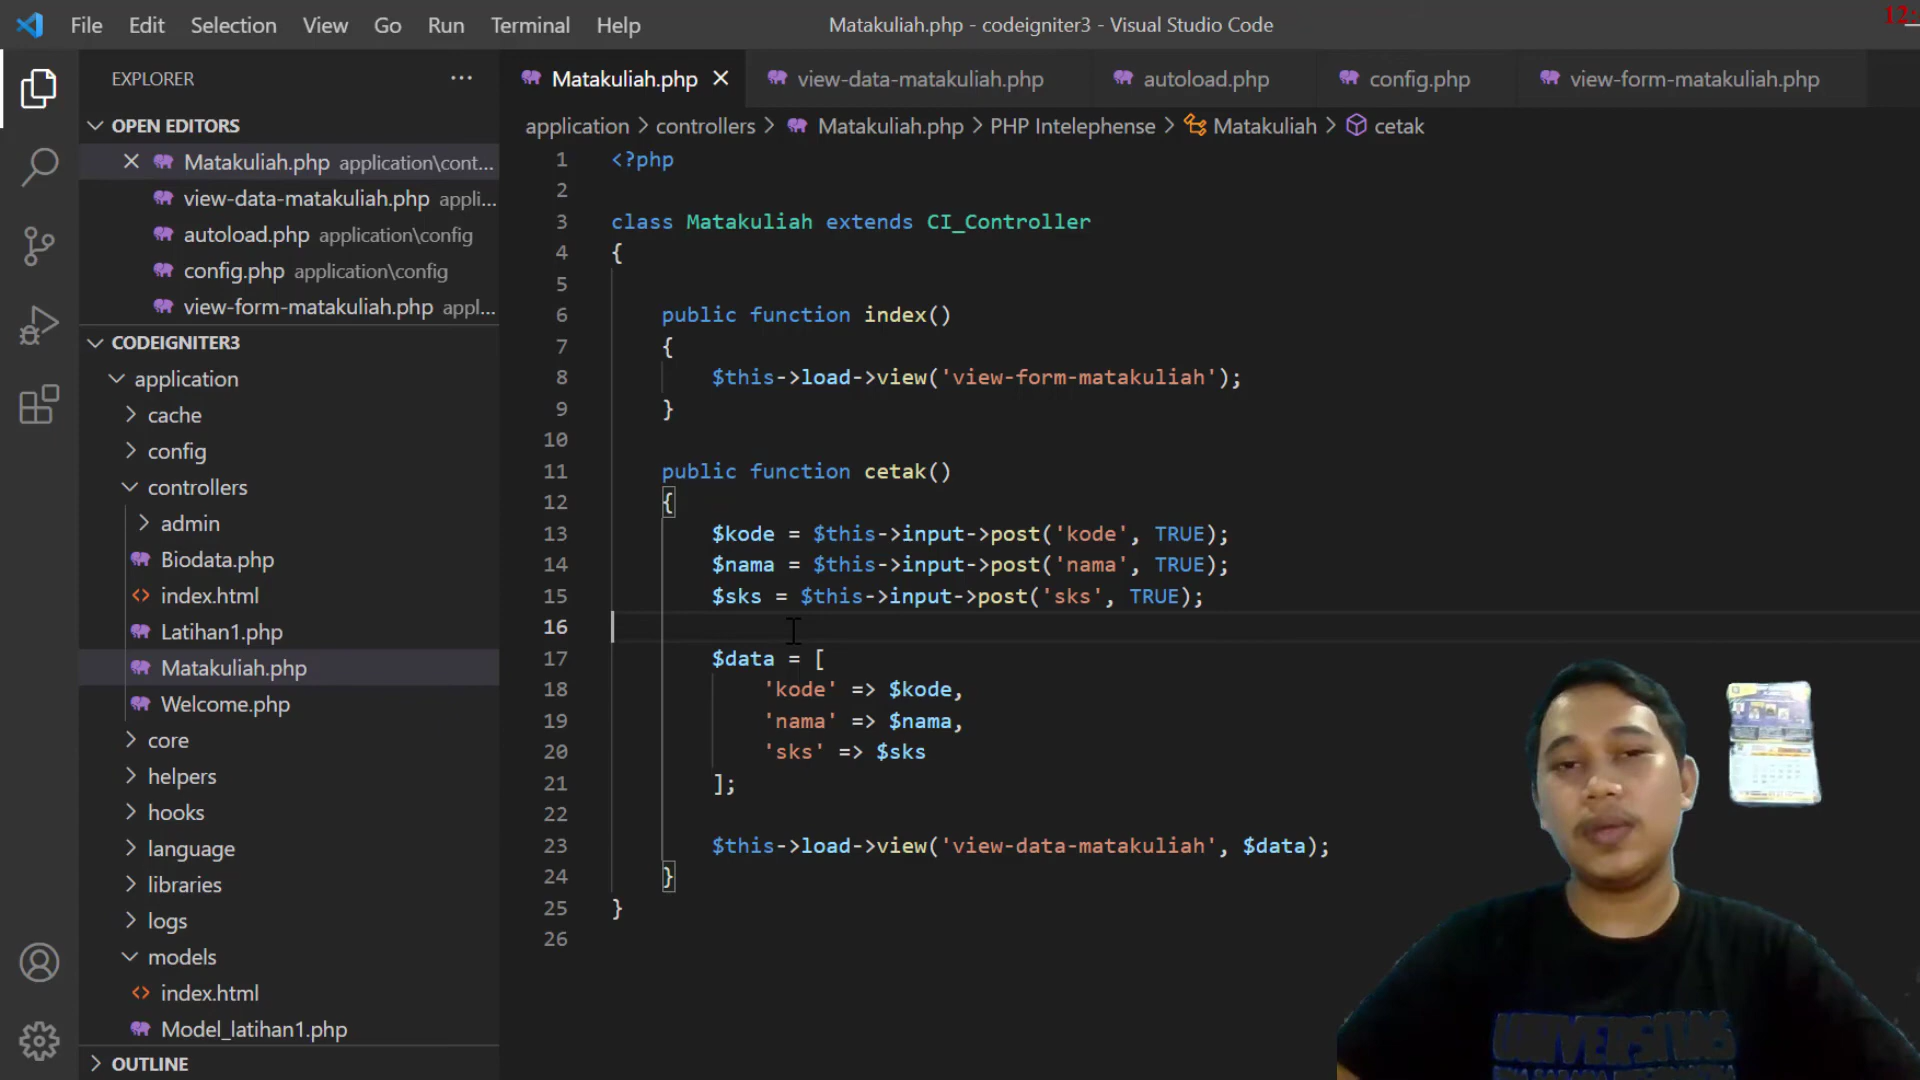 File Edit Selection View Go Run Terminal Help
Matakuliah.php - codeigniter3 - Visual Studio Code
12:
EXPLORER
OPEN EDITORS
Matakuliah.php application\cont...
view-data-matakuliah.php appli...
autoload.php application\config
config.php application\config
view-form-matakuliah.php appl...
CODEIGNITER3
application
cache
config
controllers
admin
Biodata.php
index.html
Latihan1.php
Matakuliah.php
Welcome.php
core
helpers
hooks
language
libraries
logs
models
index.html
Model_latihan1.php
OUTLINE
Matakuliah.php view-data-matakuliah.php autoload.php config.php view-form-matakuliah.php
application > controllers > Matakuliah.php > PHP Intelephense > Matakuliah > cetak
1 <?php
2
3 class Matakuliah extends CI_Controller
4 {
5
6 public function index()
7 {
8 $this->load->view('view-form-matakuliah');
9 }
10
11 public function cetak()
12 {
13 $kode = $this->input->post('kode', TRUE);
14 $nama = $this->input->post('nama', TRUE);
15 $sks = $this->input->post('sks', TRUE);
16
17 $data = [
18 'kode' => $kode,
19 'nama' => $nama,
20 'sks' => $sks
21 ];
22
23 $this->load->view('view-data-matakuliah', $data);
24 }
25 }
26
UNIVERSITAS